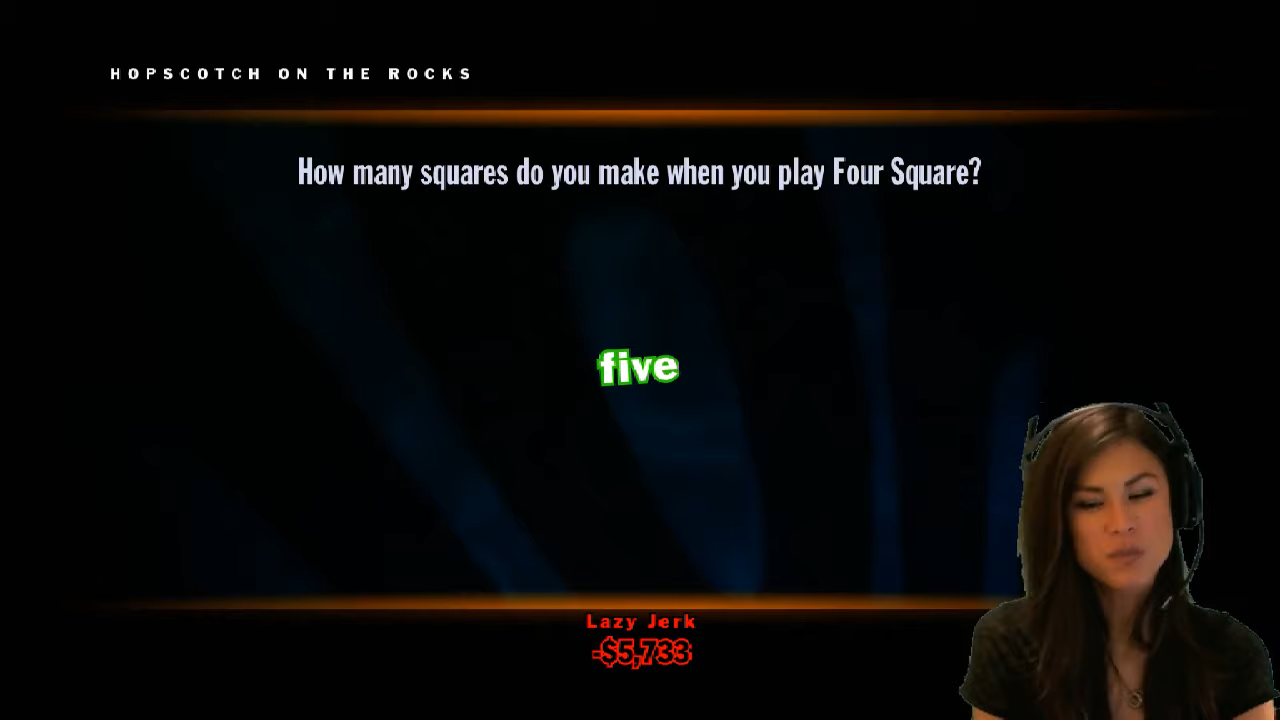 HOPSCOTCH ON THE ROCKS
How many squares do you make when you play Four Square?
five
Lazy Jerk
-$5,733